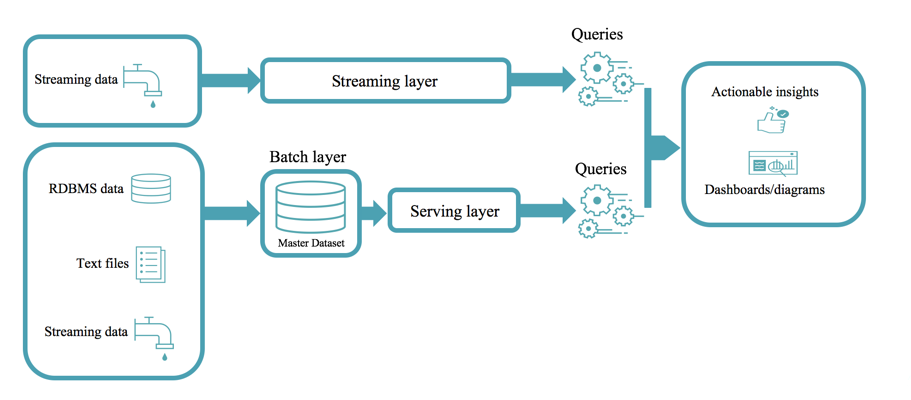 Queries
Streaming data
Streaming layer
Actionable insights
Dashboards/diagrams
Batch layer
Queries
RDBMS data
Master Dataset
Serving layer
Text files
Streaming data